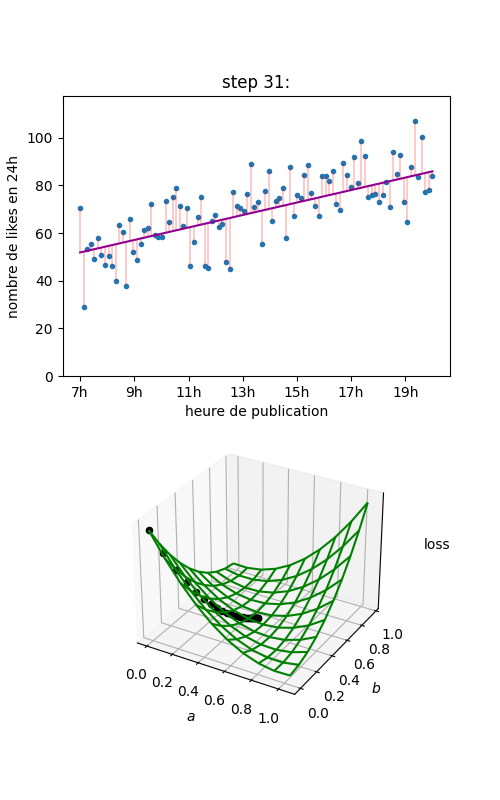 step 31:
nombre de likes en 24h
100
80
60
40
20
0
7h 9h 11h 13h 15h 17h 19h
heure de publication
loss
1.0
0.8
0.6
0.4
0.2
0.0
b
0.0 0.2 0.4 0.6 0.8 1.0
a